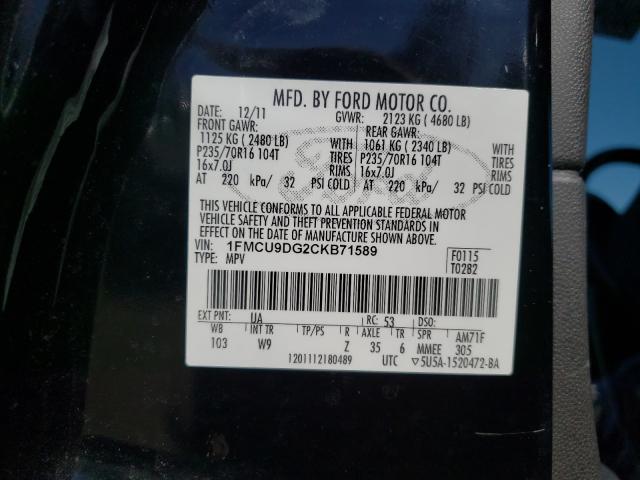 MFD. BY FORD MOTOR CO.
DATE: 12/11 GVWR: 2123 KG ( 4680 LB)
FRONT GAWR: REAR GAWR:
1125 KG ( 2480 LB) WITH 1061 KG ( 2340 LB) WITH
P235/70R16 104T TIRES P235/70R16 104T TIRES
16x7.0J RIMS 16x7.0J RIMS
AT 220 kPa/ 32 PSI COLD AT 220 kPa/ 32 PSI COLD
Ford
THIS VEHICLE CONFORMS TO ALL APPLICABLE FEDERAL MOTOR
VEHICLE SAFETY AND THEFT PREVENTION STANDARDS IN
EFFECT ON THE DATE OF MANUFACTURE SHOWN ABOVE.
VIN: 1FMCU9DG2CKB71589
TYPE: MPV
F0115
T0282
EXT PNT: UA RC: 53 DSO:
WB INT TR TP/PS R AXLE TR SPR AM71F
103 W9 Z 35 6 MMEE 305
1201112180489 UTC ▽5U5A-1520472-BA